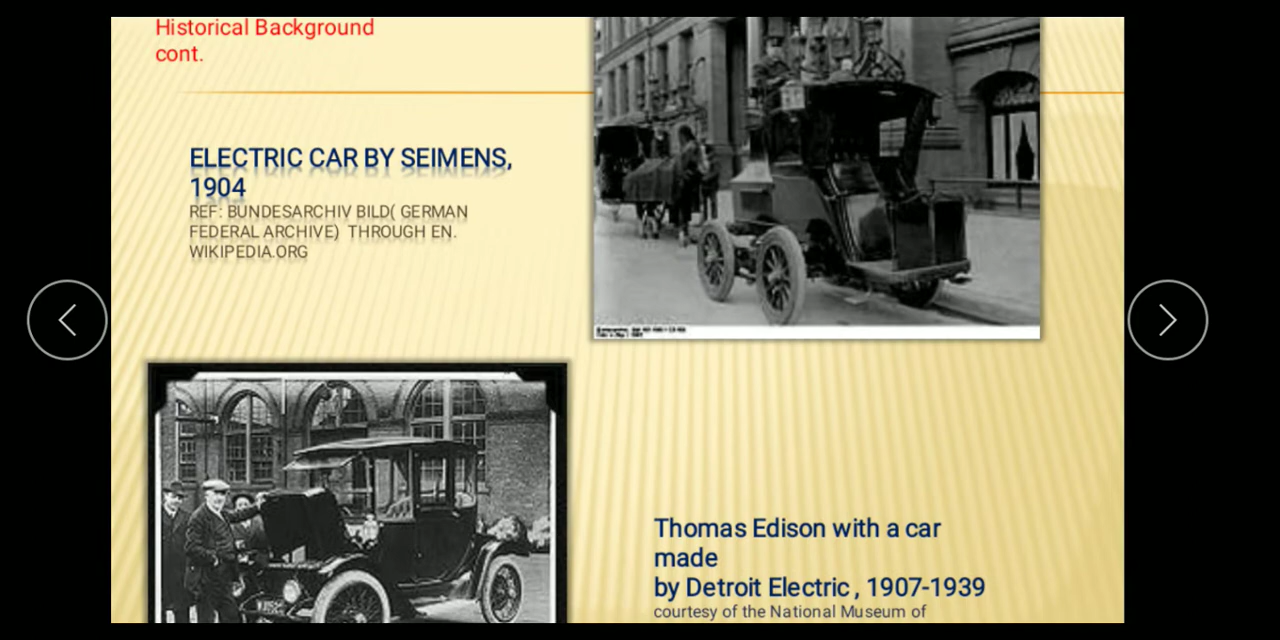 Historical Background
cont.
ELECTRIC CAR BY SEIMENS,
1904
REF: BUNDESARCHIV BILD( GERMAN
FEDERAL ARCHIVE) THROUGH EN.
WIKIPEDIA.ORG
Thomas Edison with a car
made
by Detroit Electric , 1907-1939
courtesy of the National Museum of